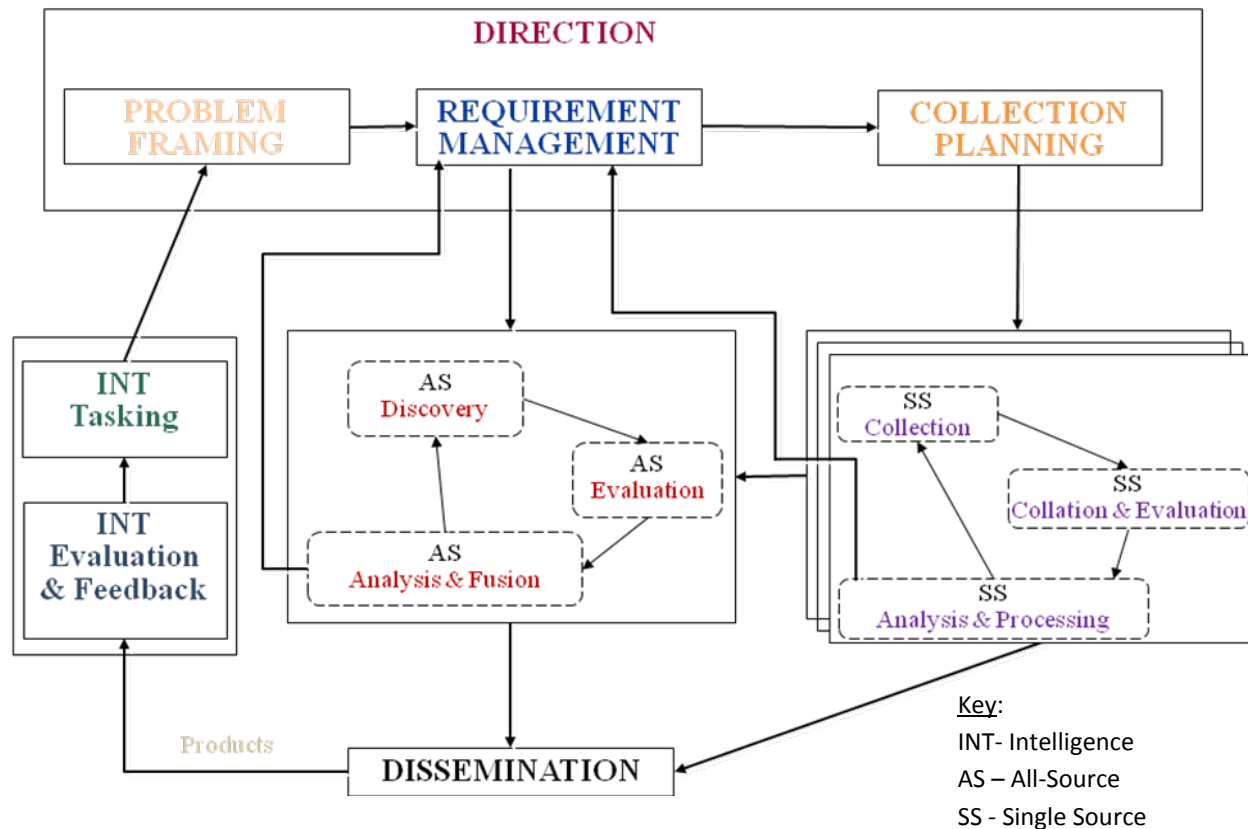 DIRECTION
PROBLEM
FRAMING
REQUIREMENT
MANAGEMENT
COLLECTION
PLANNING
INT
Tasking
INT
Evaluation
& Feedback
AS
Discovery
AS
Evaluation
AS
Analysis & Fusion
SS
Collection
SS
Collation & Evaluation
SS
Analysis & Processing
Products
DISSEMINATION
Key:
INT- Intelligence
AS – All-Source
SS - Single Source